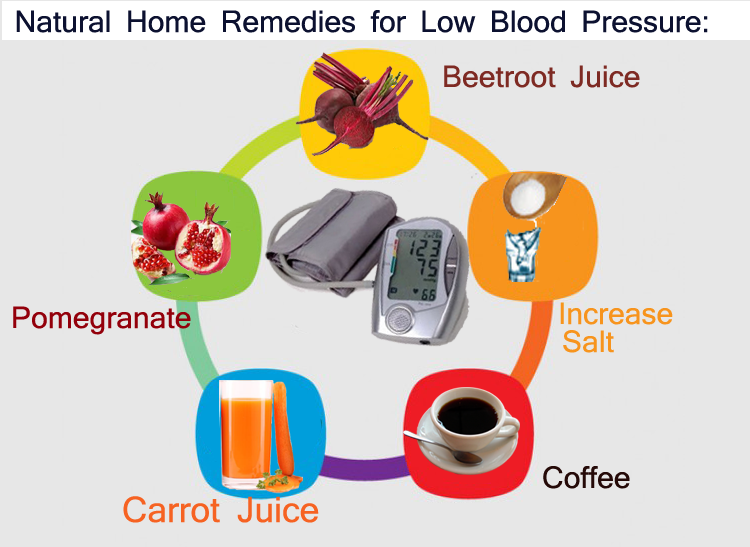 Natural Home Remedies for Low Blood Pressure:
Beetroot Juice
Increase
Salt
Pomegranate
123
75
66
Coffee
Carrot Juice